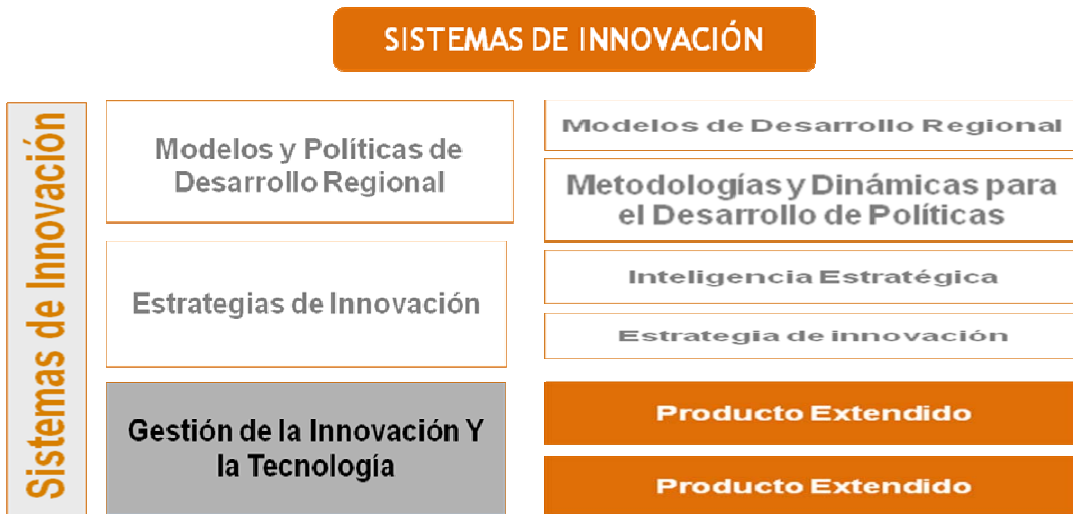 SISTEMAS DE INNOVACIÓN
Sistemas de Innovación
Modelos y Políticas de
Desarrollo Regional
Modelos de Desarrollo Regional
Metodologías y Dinámicas para
el Desarrollo de Políticas
Estrategias de Innovación
Inteligencia Estratégica
Estrategia de innovación
Gestión de la Innovación Y
la Tecnología
Producto Extendido
Producto Extendido